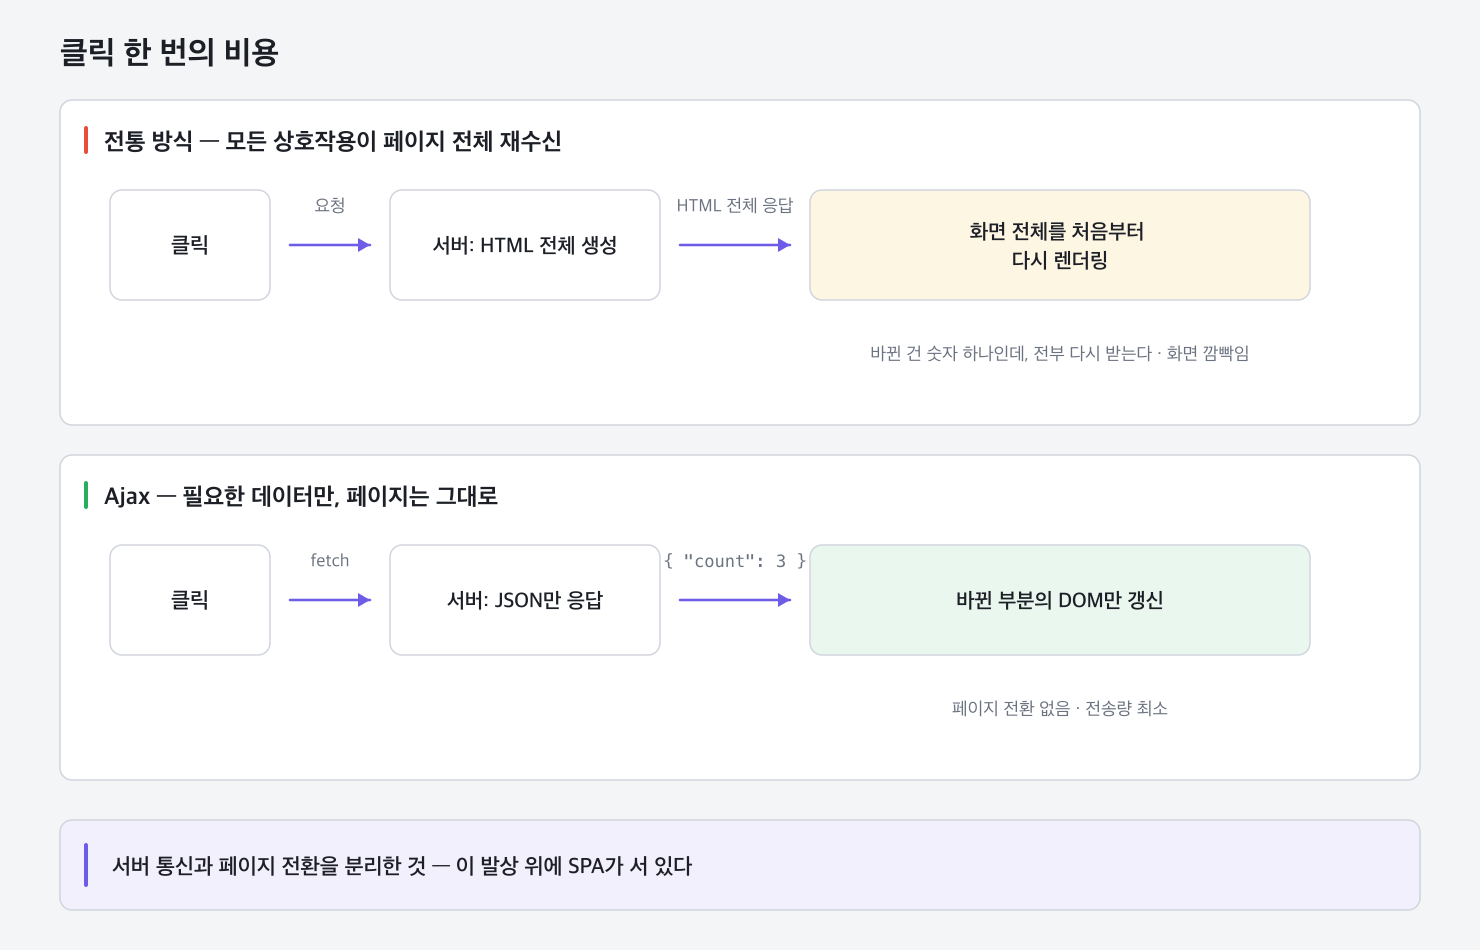 클릭 한 번의 비용
전통 방식 — 모든 상호작용이 페이지 전체 재수신
클릭
요청
서버: HTML 전체 생성
HTML 전체 응답
화면 전체를 처음부터
다시 렌더링
바뀐 건 숫자 하나인데, 전부 다시 받는다 · 화면 깜빡임
Ajax — 필요한 데이터만, 페이지는 그대로
클릭
fetch
서버: JSON만 응답
{ "count": 3 }
바뀐 부분의 DOM만 갱신
페이지 전환 없음 · 전송량 최소
서버 통신과 페이지 전환을 분리한 것 — 이 발상 위에 SPA가 서 있다